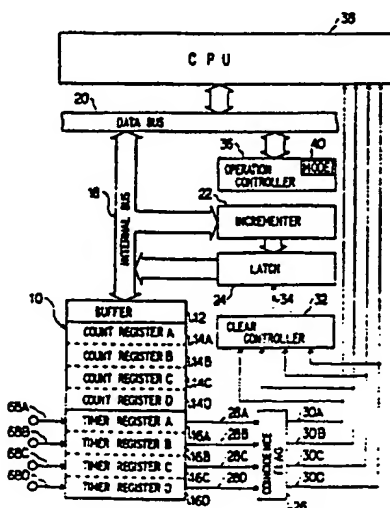 38
CPU
20
DATA BUS
36
40
OPERATION CONTROLLER
MODE
18
INTERNAL BUS
22
INCREMENTER
LATCH
24
34
32
10
BUFFER
12
CLEAR CONTROLLER
COUNT REGISTER A
14A
COUNT REGISTER B
14B
COUNT REGISTER C
14C
COUNT REGISTER D
14D
68A
TIMER REGISTER A
28A
30A
16A
68B
TIMER REGISTER B
28B
30B
16B
68C
TIMER REGISTER C
28C
30C
16C
68D
TIMER REGISTER D
28D
30D
16D
COINCIDENCE FLAG
26